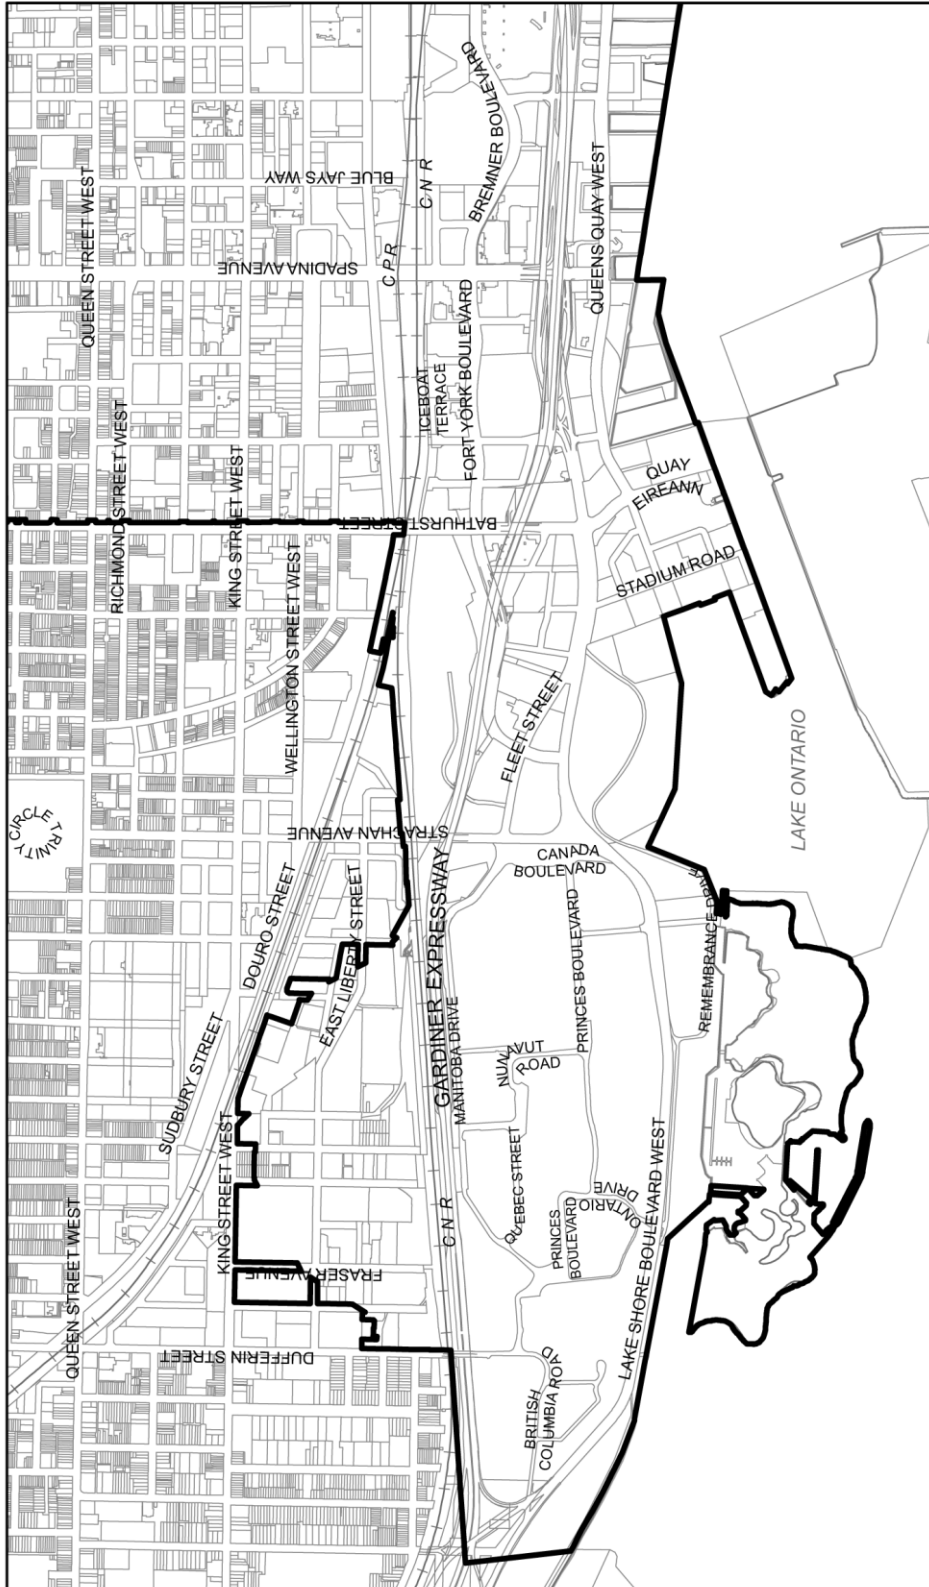 BREMNER BOULEVARD
C N R
BLUE JAYS WAY
QUEEN STREET WEST
QUEENS QUAY WEST
SPADINA AVENUE
C P R
FORT YORK BOULEVARD
ICEBOAT
TERRACE
RICHMOND STREET WEST
KING STREET WEST
QUAY
EIREANN
BATHURST STREET
WELLINGTON STREET WEST
STADIUM ROAD
FLEET STREET
LAKE ONTARIO
TRINITY CIRCLE
STRACHAN AVENUE
CANADA
BOULEVARD
DOURO STREET
EAST LIBERTY STREET
GARDINER EXPRESSWAY
PRINCES BOULEVARD
REMEMBRANCE DRIVE
MANITOBA DRIVE
NUNAVUT
ROAD
SUDBURY STREET
KING STREET WEST
QUEBEC STREET
ONTARIO
DRIVE
PRINCES
BOULEVARD
LAKE SHORE BOULEVARD WEST
QUEEN STREET WEST
C N R
FRASER AVENUE
DUFFERIN STREET
BRITISH
COLUMBIA ROAD